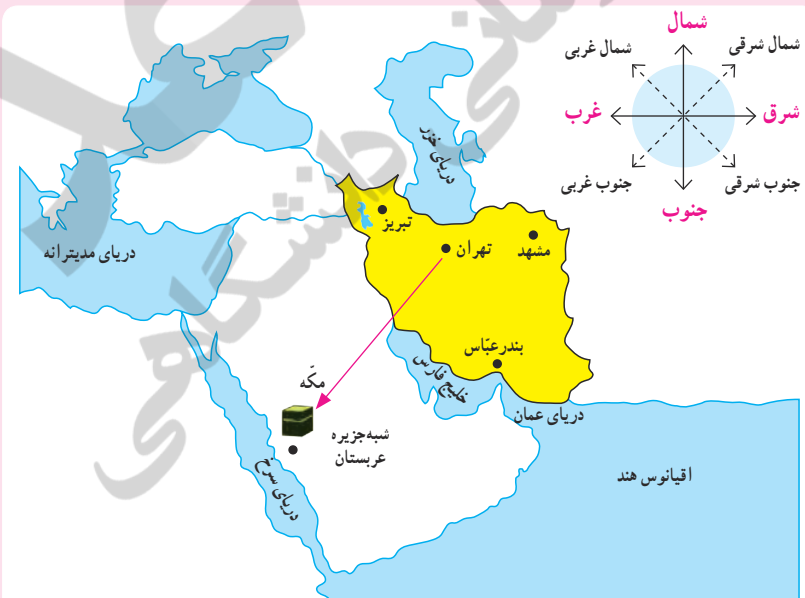 شمال
شمال شرقی
شمال غربی
شرق
غرب
جنوب شرقی
جنوب غربی
جنوب
دریای خزر
تبریز
تهران
مشهد
دریای مدیترانه
بندرعبّاس
خلیج فارس
مکّه
دریای عمان
شبه‌جزیره
عربستان
دریای سرخ
اقیانوس هند